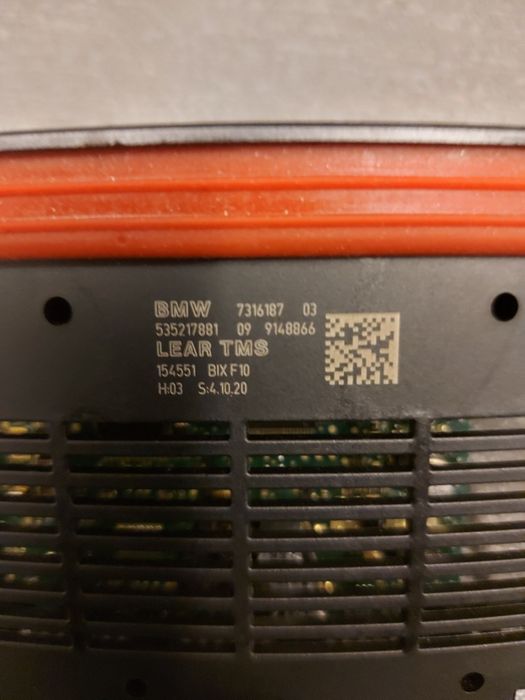 BMW 7316187 03
535217881 09 9148866
LEAR TMS
154551 BIX F10
H:03 S:4.10.20